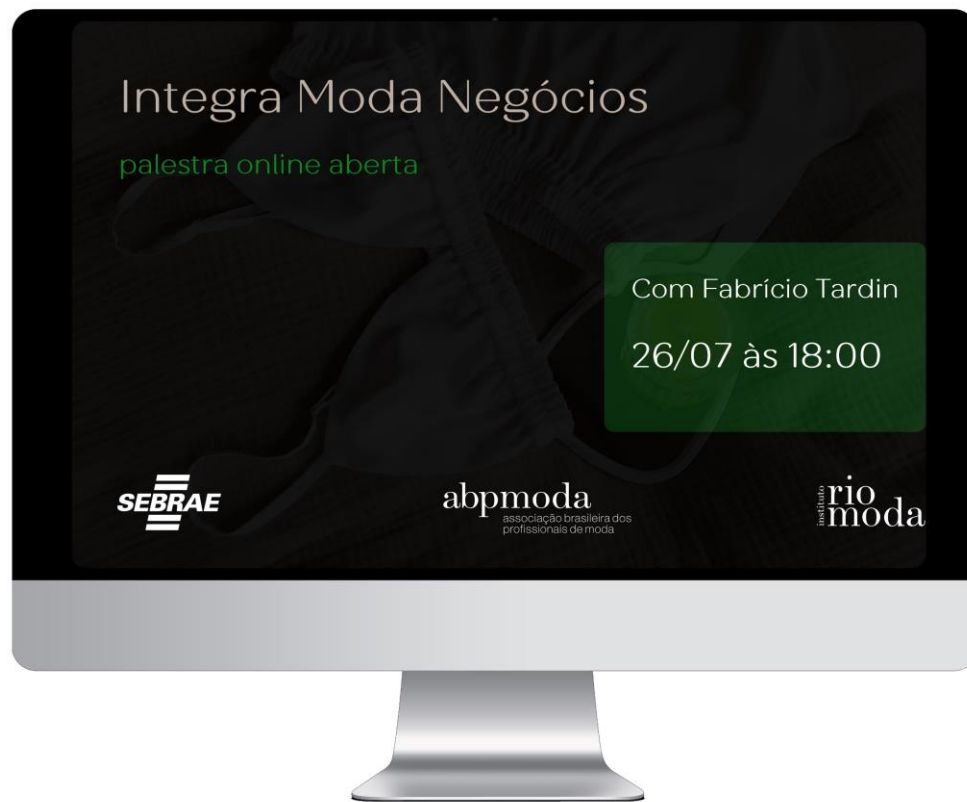 Integra Moda Negócios
palestra online aberta
Com Fabrício Tardin
26/07 às 18:00
SEBRAE
abpmoda
associação brasileira dos
profissionais de moda
instituto
rio
moda